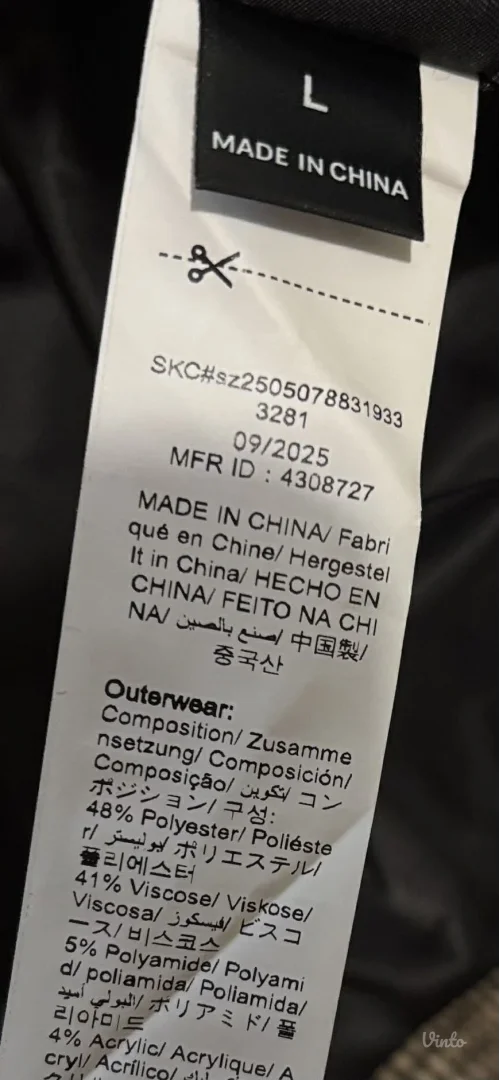 L
MADE IN CHINA
SKC#sz2505078831933
3281
09/2025
MFR ID : 4308727
MADE IN CHINA/ Fabri
qué en Chine/ Hergestel
lt in China/ HECHO EN
CHINA/ FEITO NA CHI
NA/ صنع بالصين/ 中国製/
중국산
Outerwear:
Composition/ Zusamme
nsetzung/ Composición/
Composição/ تكوين/ コン
ポジション/ 구성:
48% Polyester/ Poliéste
r/ بوليستر/ ポリエステル/
폴리에스터
41% Viscose/ Viskose/
Viscosa/ فيسكوز/ ビスコ
ース/ 비스코스
5% Polyamide/ Polyami
d/ poliamida/ Poliamida/
البولي أميد/ ポリアミド/ 폴
리아미드
4% Acrylic/ Acrylique/ A
cryl/ Acrílico/
Vinto